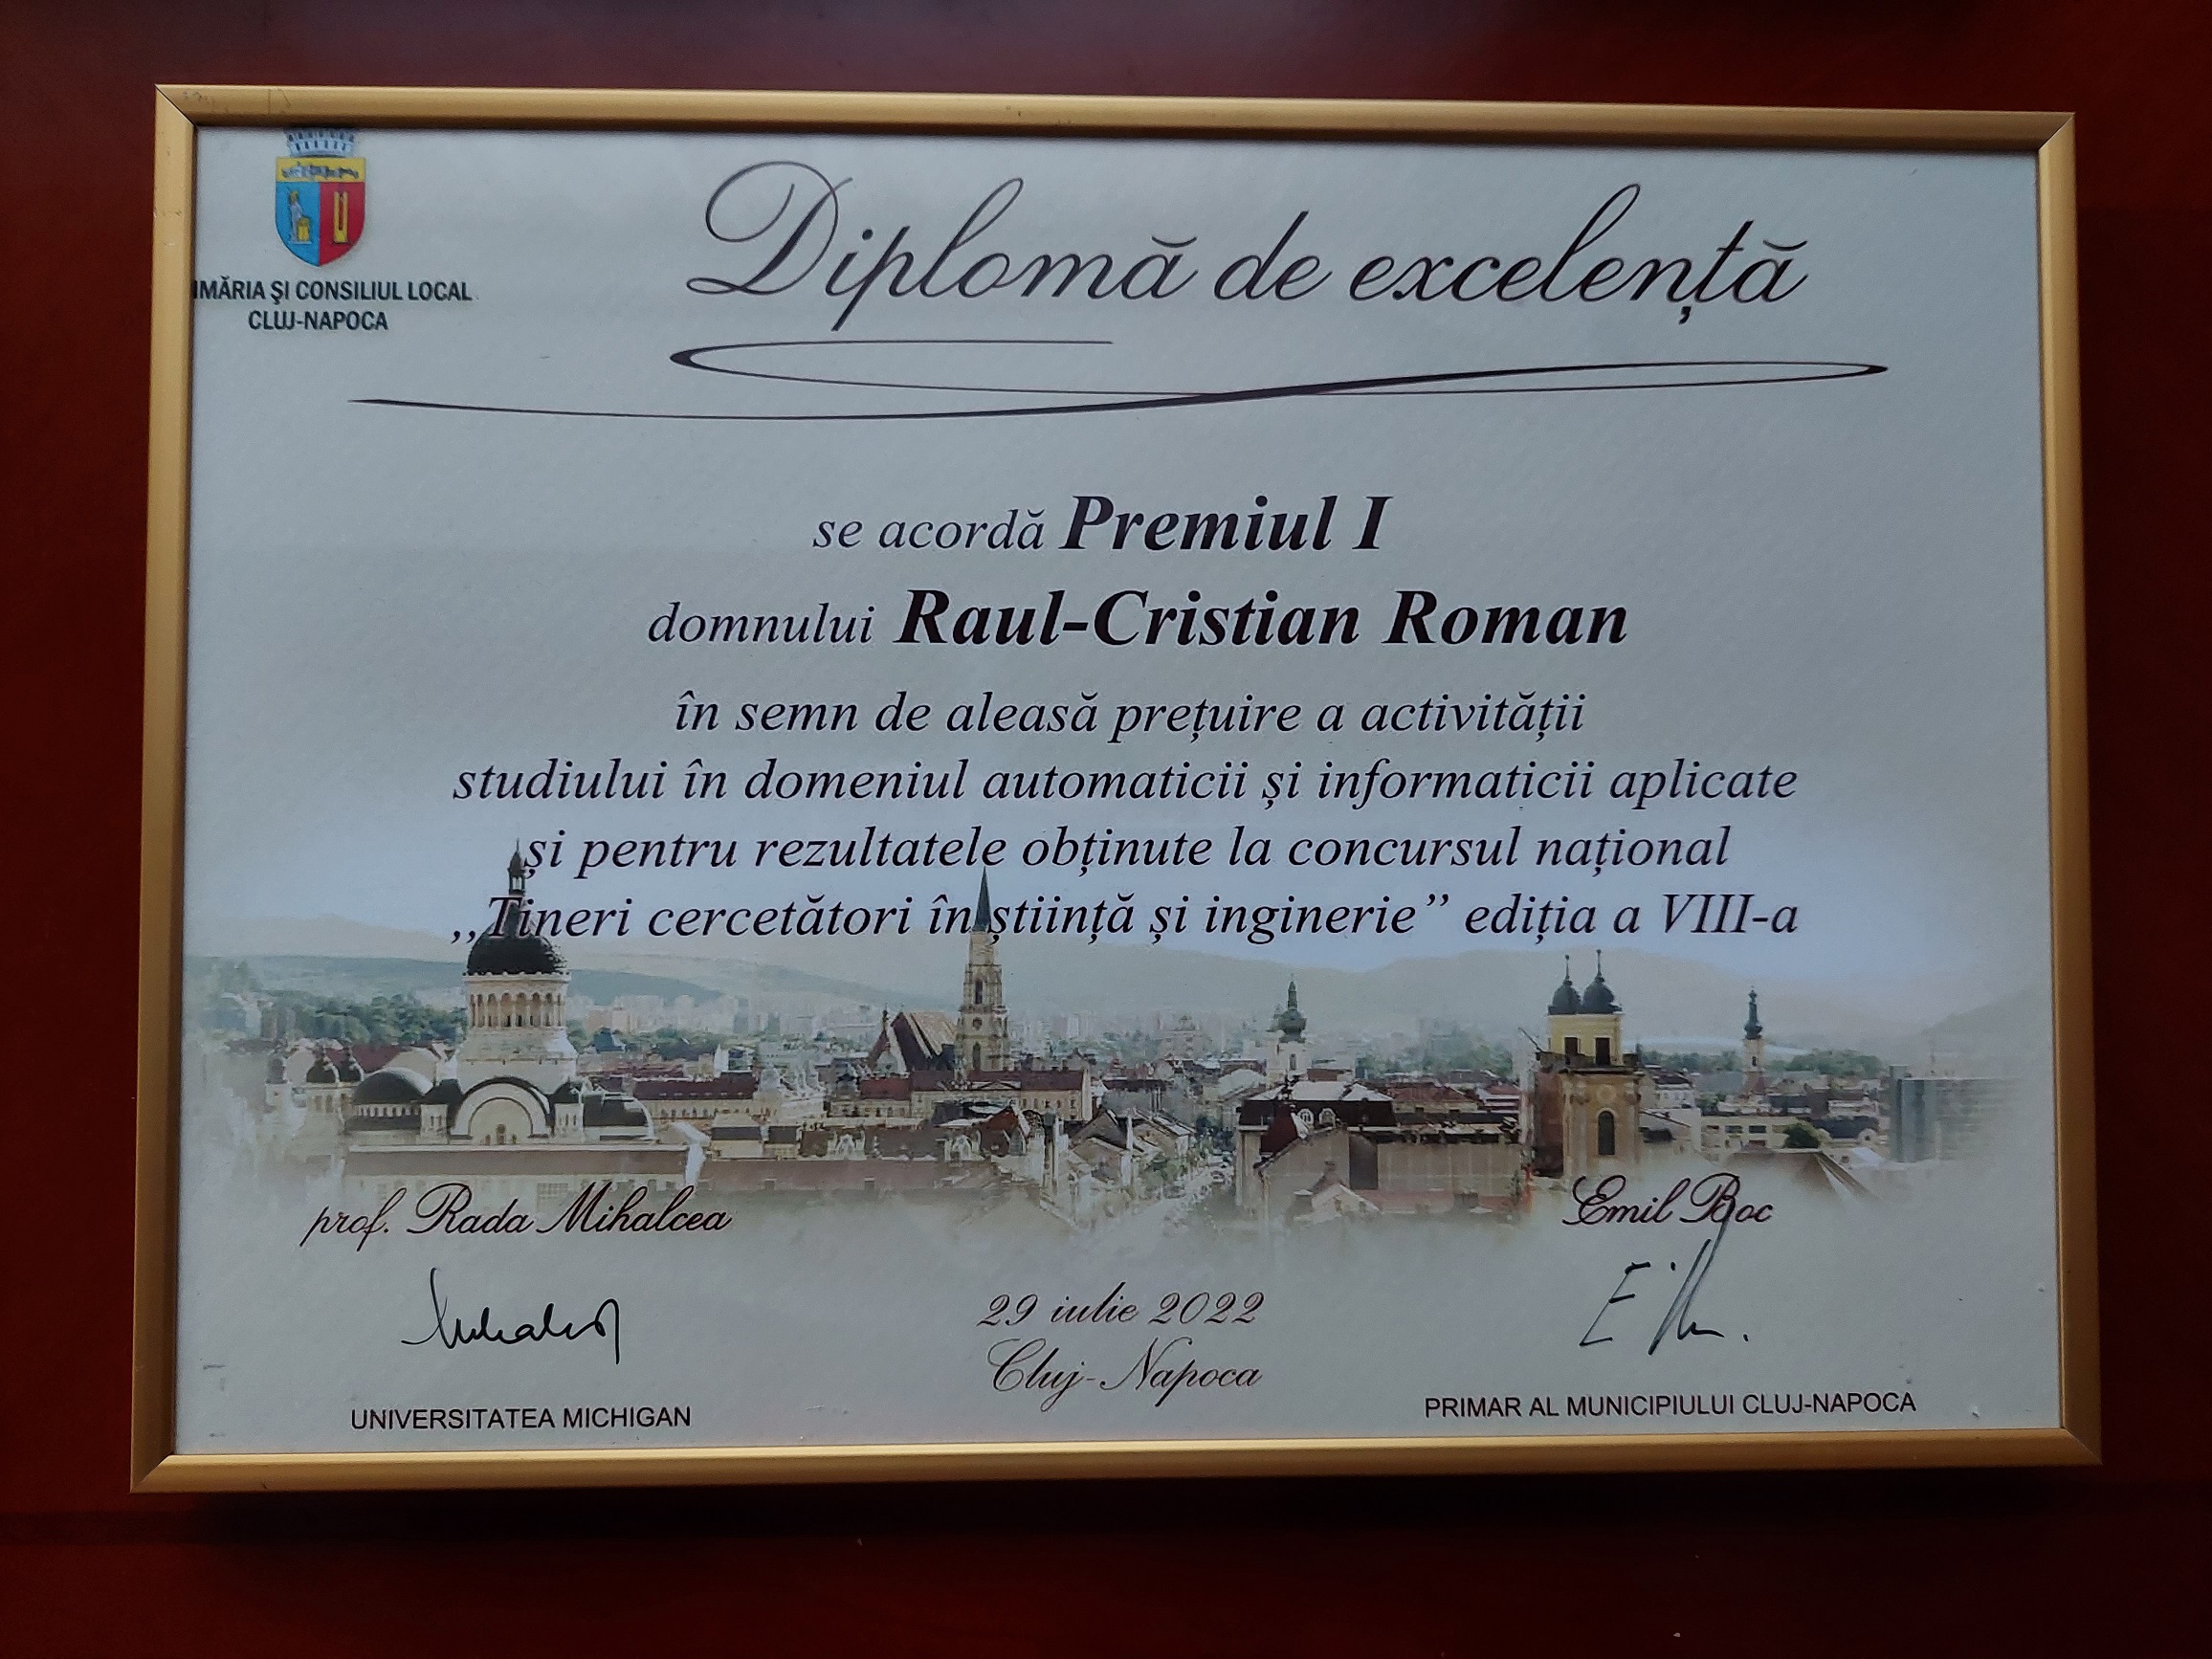 IMĂRIA ŞI CONSILIUL LOCAL
CLUJ-NAPOCA
Diplomă de excelență
se acordă Premiul I
domnului Raul-Cristian Roman
în semn de aleasă prețuire a activității
studiului în domeniul automaticii și informaticii aplicate
și pentru rezultatele obținute la concursul național
,,Tineri cercetători în știință și inginerie” ediția a VIII-a
prof. Rada Mihalcea
Emil Boc
29 iulie 2022
Cluj-Napoca
UNIVERSITATEA MICHIGAN
PRIMAR AL MUNICIPIULUI CLUJ-NAPOCA